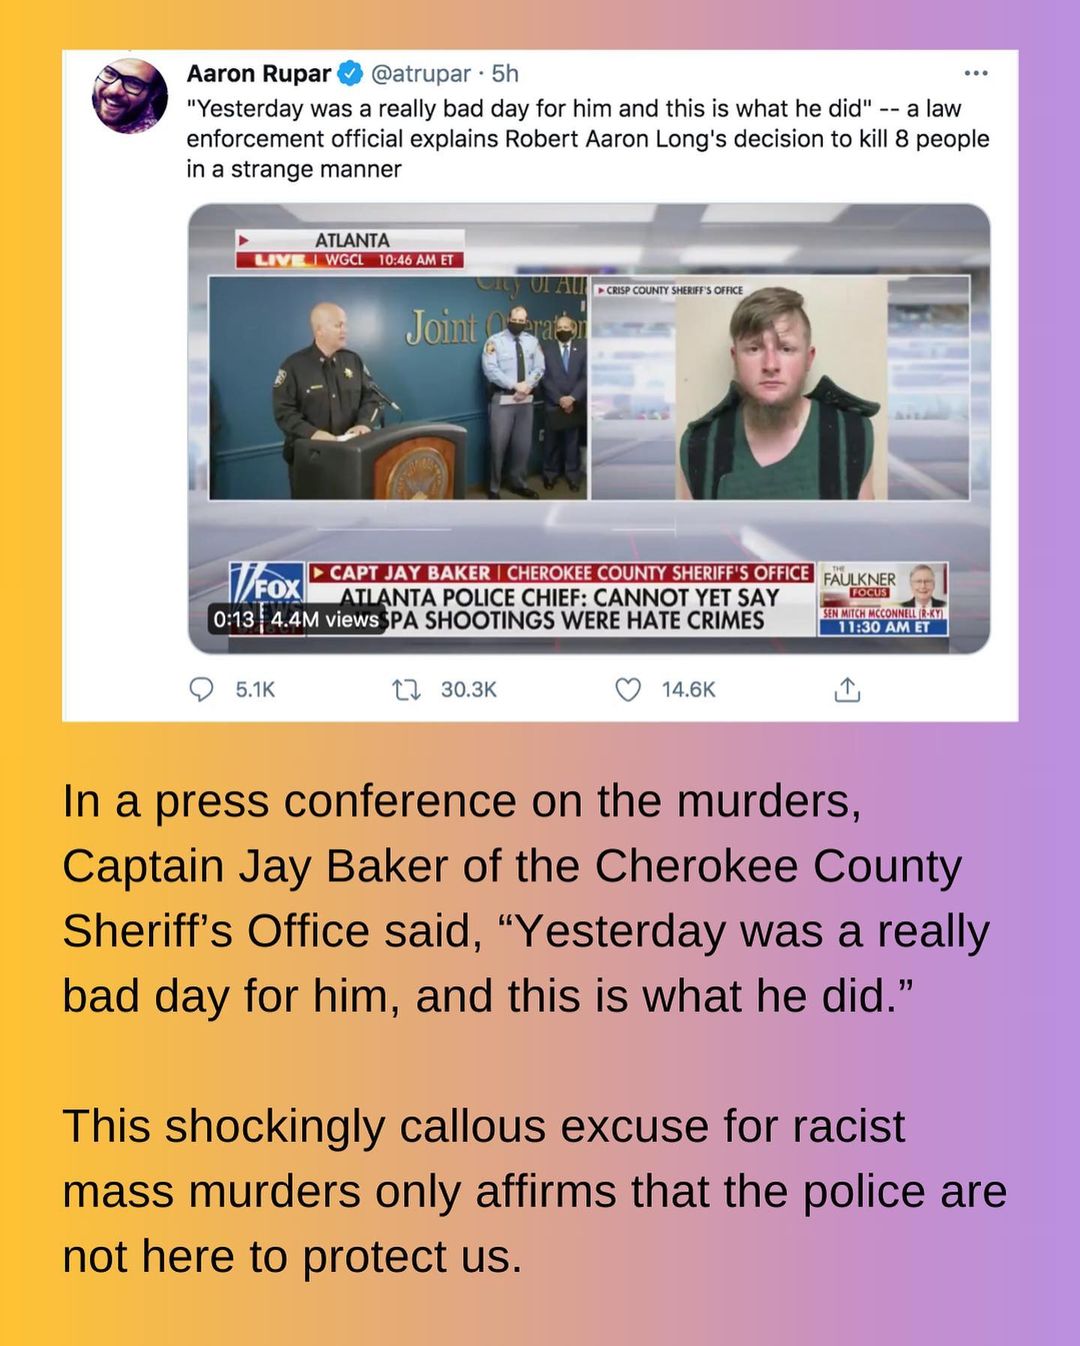 Aaron Rupar @atrupar · 5h
"Yesterday was a really bad day for him and this is what he did" -- a law
enforcement official explains Robert Aaron Long's decision to kill 8 people
in a strange manner
ATLANTA
LIVE | WGCL 10:46 AM ET
City of Atl
Joint Operation
CRISP COUNTY SHERIFF'S OFFICE
CAPT JAY BAKER | CHEROKEE COUNTY SHERIFF'S OFFICE
FOX
NEWS
ATLANTA POLICE CHIEF: CANNOT YET SAY
SPA SHOOTINGS WERE HATE CRIMES
THE
FAULKNER
FOCUS
SEN MITCH MCCONNELL (R-KY)
11:30 AM ET
0:13 4.4M views
5.1K 30.3K 14.6K
In a press conference on the murders,
Captain Jay Baker of the Cherokee County
Sheriff’s Office said, “Yesterday was a really
bad day for him, and this is what he did.”
This shockingly callous excuse for racist
mass murders only affirms that the police are
not here to protect us.